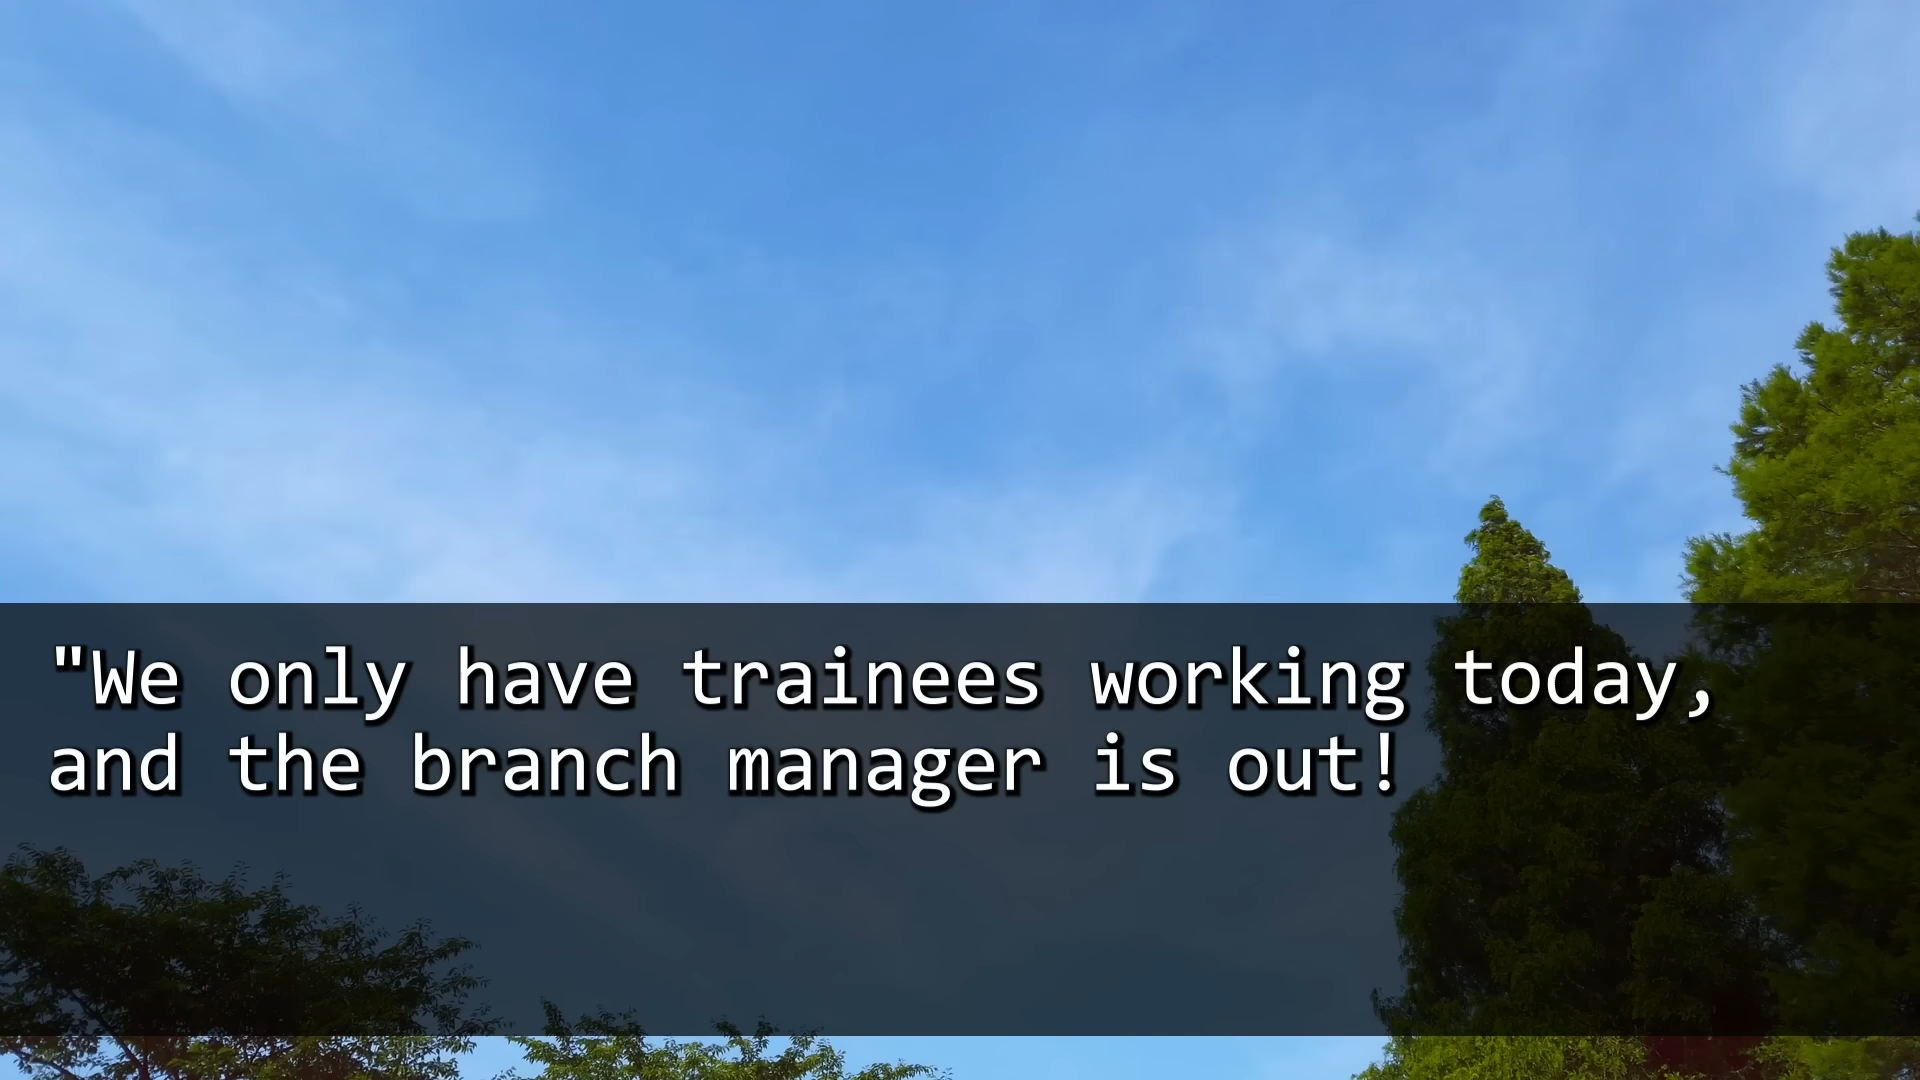 "We only have trainees working today,
and the branch manager is out!